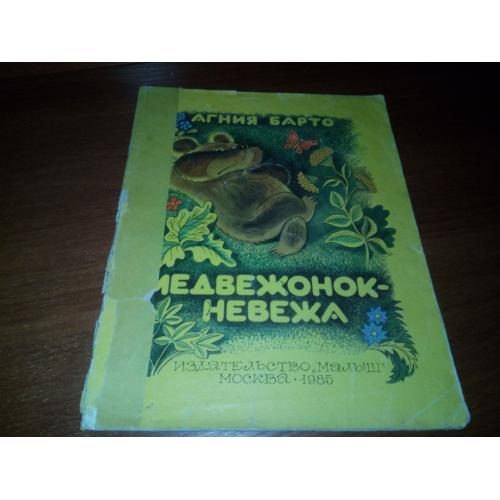 АГНИЯ БАРТО
МЕДВЕЖОНОК-
НЕВЕЖА
ИЗДАТЕЛЬСТВО „МАЛЫШ"
МОСКВА · 1985